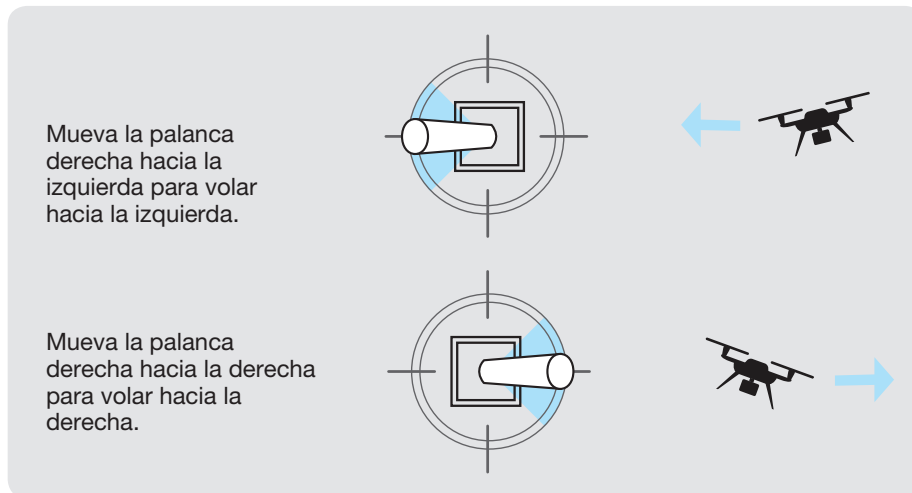 Mueva la palanca
derecha hacia la
izquierda para volar
hacia la izquierda.
Mueva la palanca
derecha hacia la derecha
para volar hacia la
derecha.